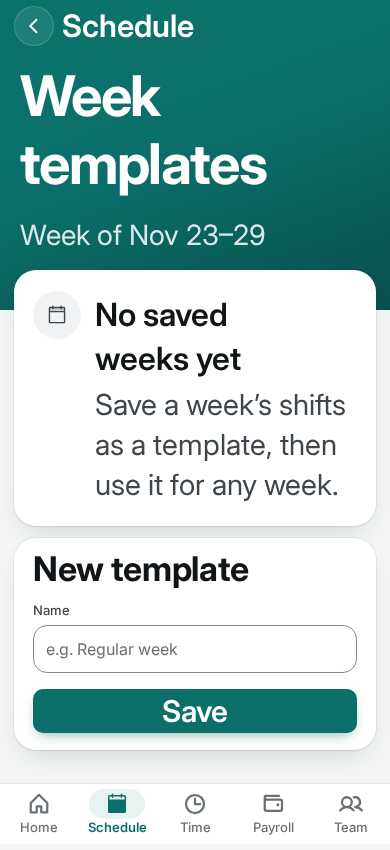 Schedule
Week
templates
Week of Nov 23–29
No saved
weeks yet
Save a week’s shifts
as a template, then
use it for any week.
New template
Name
e.g. Regular week
Save
Home
Schedule
Time
Payroll
Team